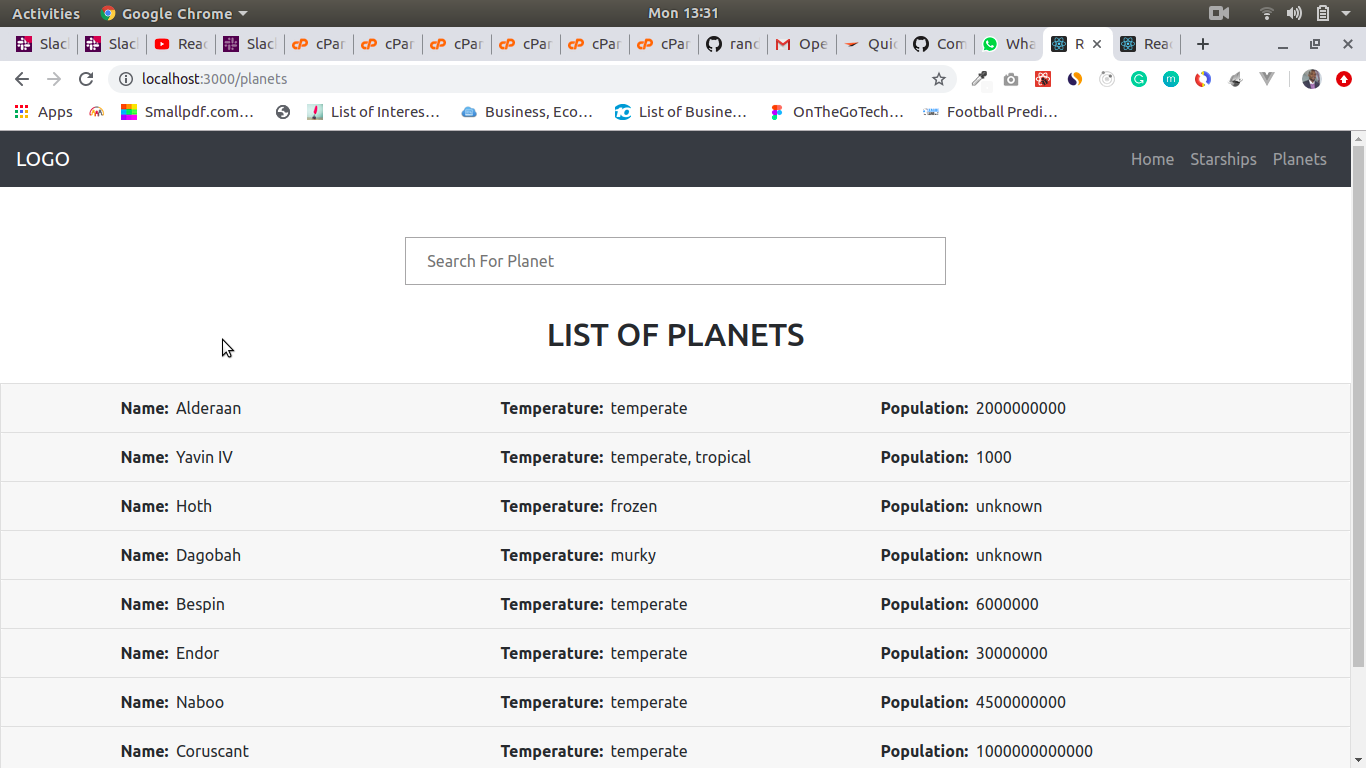 Activities Google Chrome Mon 13:31
Slac Slac Reac Slac cPar cPar cPar cPar cPar cPar ranc Ope Quic Com Wha R Reac
localhost:3000/planets
Apps Smallpdf.com... List of Interes... Business, Eco... List of Busine... OnTheGoTech... Football Predi...
LOGO Home Starships Planets
Search For Planet
LIST OF PLANETS
Name: Alderaan Temperature: temperate Population: 2000000000
Name: Yavin IV Temperature: temperate, tropical Population: 1000
Name: Hoth Temperature: frozen Population: unknown
Name: Dagobah Temperature: murky Population: unknown
Name: Bespin Temperature: temperate Population: 6000000
Name: Endor Temperature: temperate Population: 30000000
Name: Naboo Temperature: temperate Population: 4500000000
Name: Coruscant Temperature: temperate Population: 1000000000000